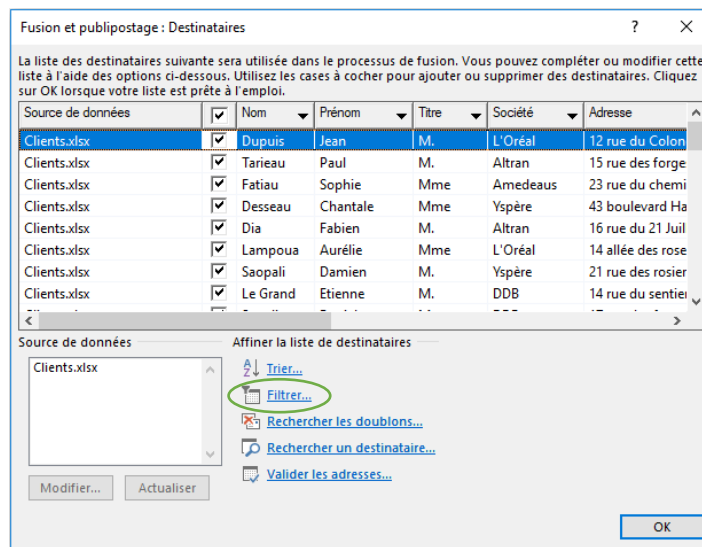 Fusion et publipostage : Destinataires ? ×
La liste des destinataires suivante sera utilisée dans le processus de fusion. Vous pouvez compléter ou modifier cette
liste à l'aide des options ci-dessous. Utilisez les cases à cocher pour ajouter ou supprimer des destinataires. Cliquez
sur OK lorsque votre liste est prête à l'emploi.
Source de données Nom Prénom Titre Société Adresse
Clients.xlsx Dupuis Jean M. L'Oréal 12 rue du Colon
Clients.xlsx Tarieau Paul M. Altran 15 rue des forge
Clients.xlsx Fatiau Sophie Mme Amedeaus 23 rue du chemi
Clients.xlsx Desseau Chantale Mme Yspère 43 boulevard Ha
Clients.xlsx Dia Fabien M. Altran 16 rue du 21 Juil
Clients.xlsx Lampoua Aurélie Mme L'Oréal 14 allée des rose
Clients.xlsx Saopali Damien M. Yspère 21 rue des rosier
Clients.xlsx Le Grand Etienne M. DDB 14 rue du sentie
Source de données Affiner la liste de destinataires
Clients.xlsx
Trier...
Filtrer...
Rechercher les doublons...
Rechercher un destinataire...
Valider les adresses...
Modifier... Actualiser
OK